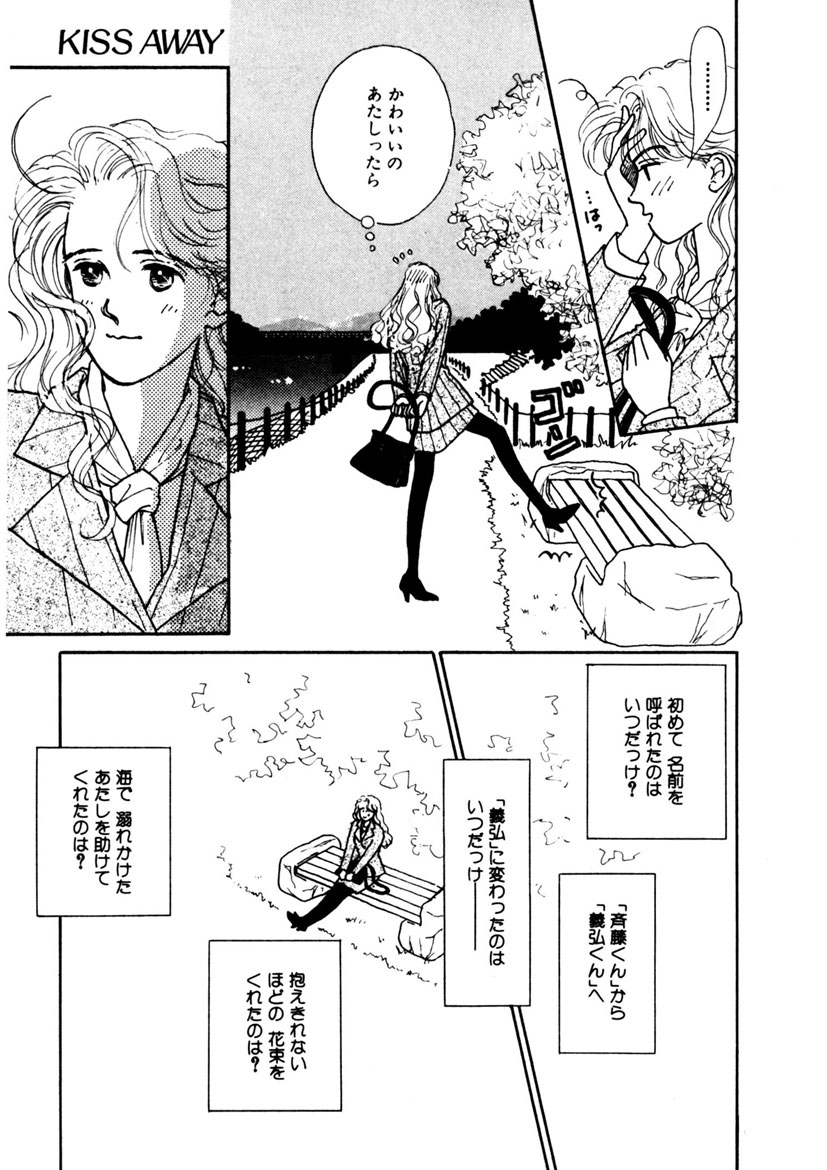 KISS AWAY
…………
…はっ
かわいいの
あたしったら
ゴン
初めて 名前を
呼ばれたのは
いつだっけ？
「斉藤くん」から
「義弘くん」へ
「義弘」に変わったのは
いつだっけ――
抱えきれない
ほどの 花束を
くれたのは？
海で 溺れかけた
あたしを助けて
くれたのは？